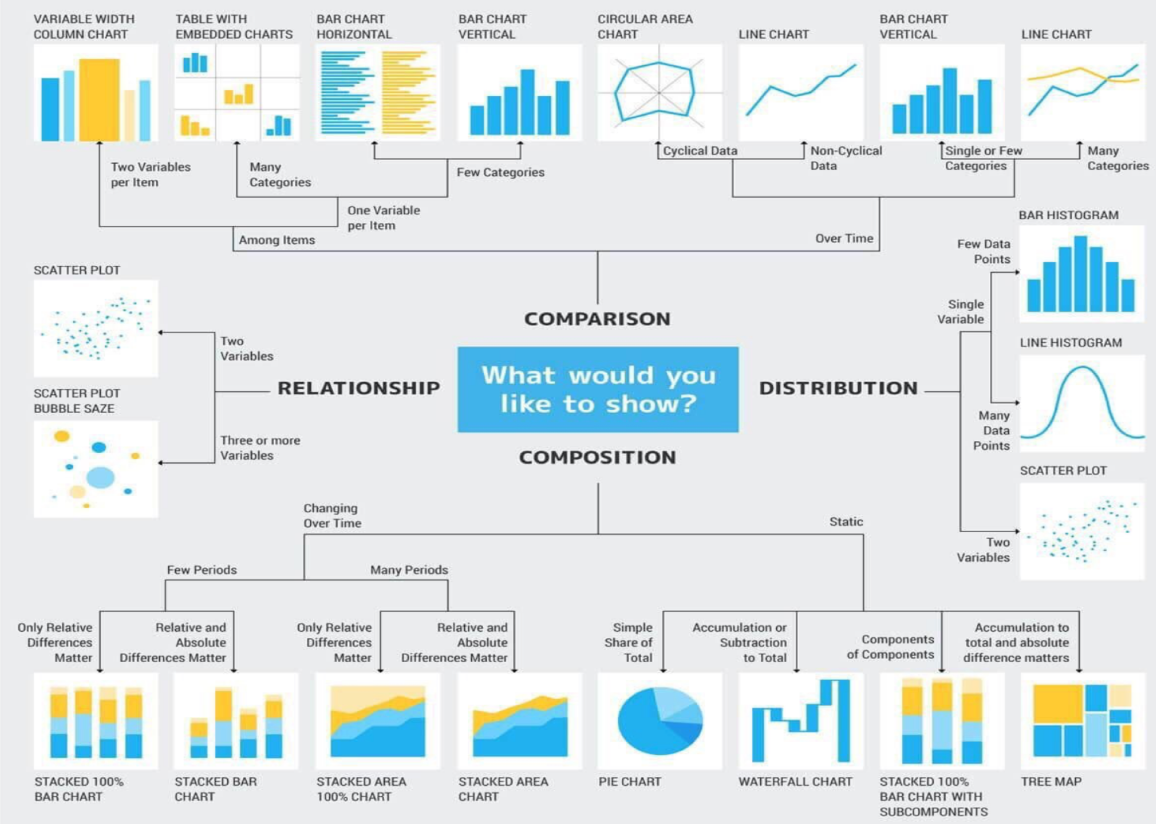 VARIABLE WIDTH
COLUMN CHART
TABLE WITH
EMBEDDED CHARTS
BAR CHART
HORIZONTAL
BAR CHART
VERTICAL
CIRCULAR AREA
CHART
LINE CHART
BAR CHART
VERTICAL
LINE CHART
Two Variables
per Item
Many
Categories
Few Categories
Cyclical Data
Non-Cyclical
Data
Single or Few
Categories
Many
Categories
One Variable
per Item
Among Items
Over Time
COMPARISON
What would you
like to show?
RELATIONSHIP
SCATTER PLOT
Two
Variables
SCATTER PLOT
BUBBLE SAZE
Three or more
Variables
DISTRIBUTION
BAR HISTOGRAM
Few Data
Points
Single
Variable
LINE HISTOGRAM
Many
Data
Points
SCATTER PLOT
Two
Variables
COMPOSITION
Changing
Over Time
Static
Few Periods
Many Periods
Only Relative
Differences
Matter
Relative and
Absolute
Differences Matter
Only Relative
Differences
Matter
Relative and
Absolute
Differences Matter
Simple
Share of
Total
Accumulation or
Subtraction
to Total
Components
of Components
Accumulation to
total and absolute
difference matters
STACKED 100%
BAR CHART
STACKED BAR
CHART
STACKED AREA
100% CHART
STACKED AREA
CHART
PIE CHART
WATERFALL CHART
STACKED 100%
BAR CHART WITH
SUBCOMPONENTS
TREE MAP